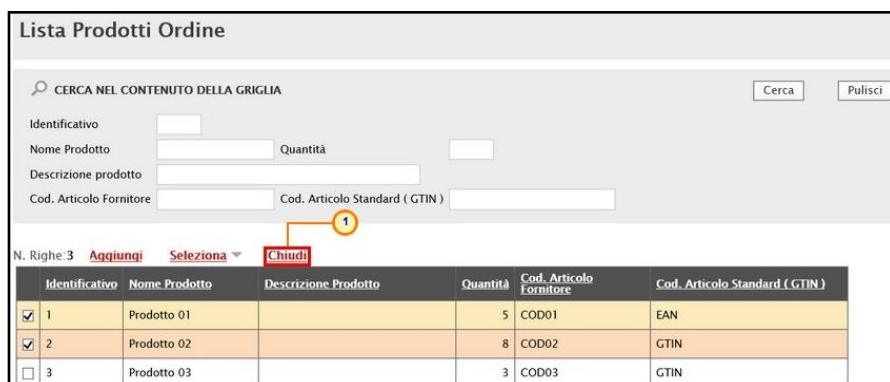 Lista Prodotti Ordine
CERCA NEL CONTENUTO DELLA GRIGLIA Cerca Pulisci
Identificativo
Nome Prodotto Quantità
Descrizione prodotto
Cod. Articolo Fornitore Cod. Articolo Standard ( GTIN )
1
N. Righe:3 Aggiungi Seleziona Chiudi
Identificativo Nome Prodotto Descrizione Prodotto Quantità Cod. Articolo Fornitore Cod. Articolo Standard ( GTIN )
1 Prodotto 01 5 COD01 EAN
2 Prodotto 02 8 COD02 GTIN
3 Prodotto 03 3 COD03 GTIN